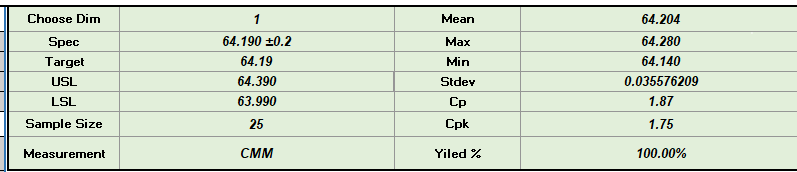 Choose Dim 1 Mean 64.204
Spec 64.190 ±0.2 Max 64.280
Target 64.19 Min 64.140
USL 64.390 Stdev 0.035576209
LSL 63.990 Cp 1.87
Sample Size 25 Cpk 1.75
Measurement CMM Yiled % 100.00%